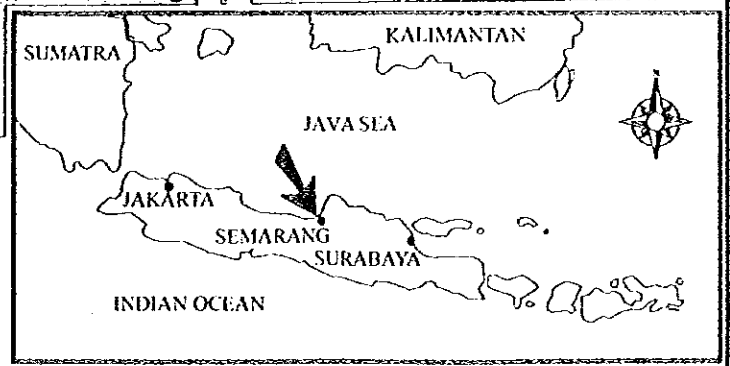 KALIMANTAN
SUMATRA
JAVA SEA
JAKARTA
SEMARANG
SURABAYA
INDIAN OCEAN